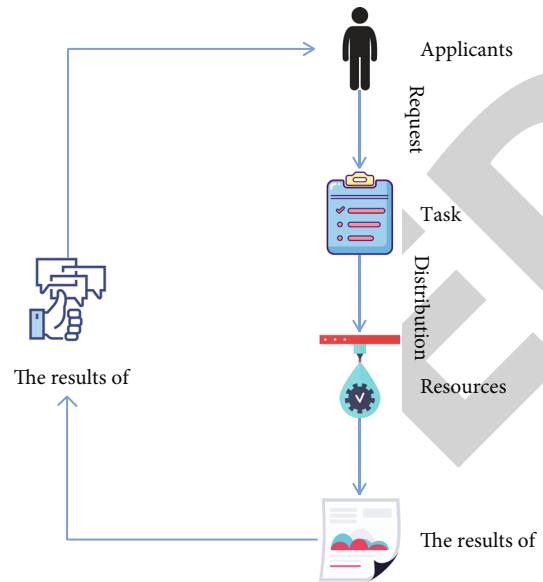 Applicants
Request
Task
Distribution
Resources
The results of
The results of